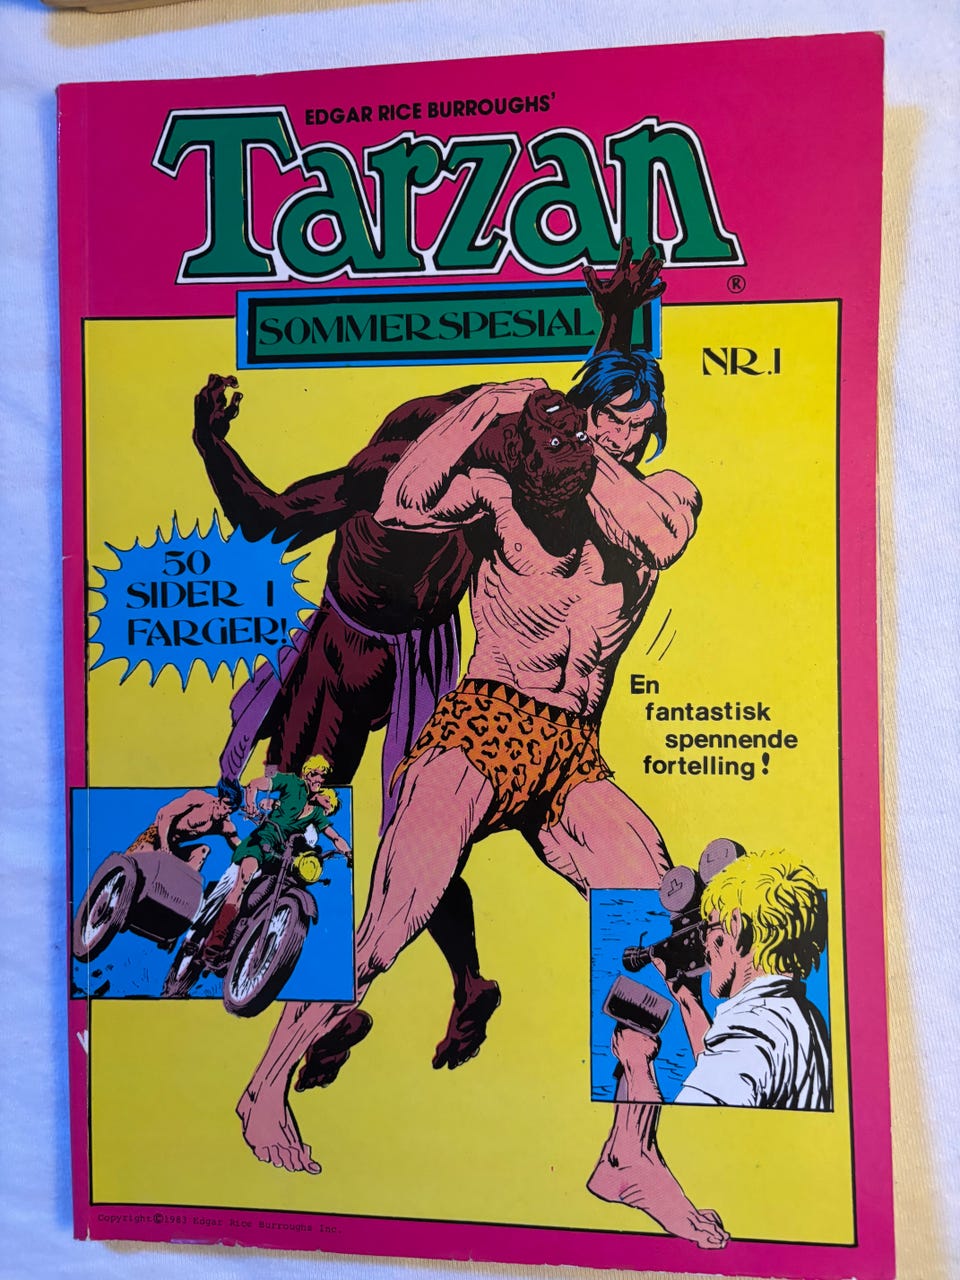 EDGAR RICE BURROUGHS'
Tarzan
®
SOMMERSPESIAL
NR.1
50
SIDER I
FARGER!
En
fantastisk
spennende
fortelling!
Copyright©1983 Edgar Rice Burroughs Inc.